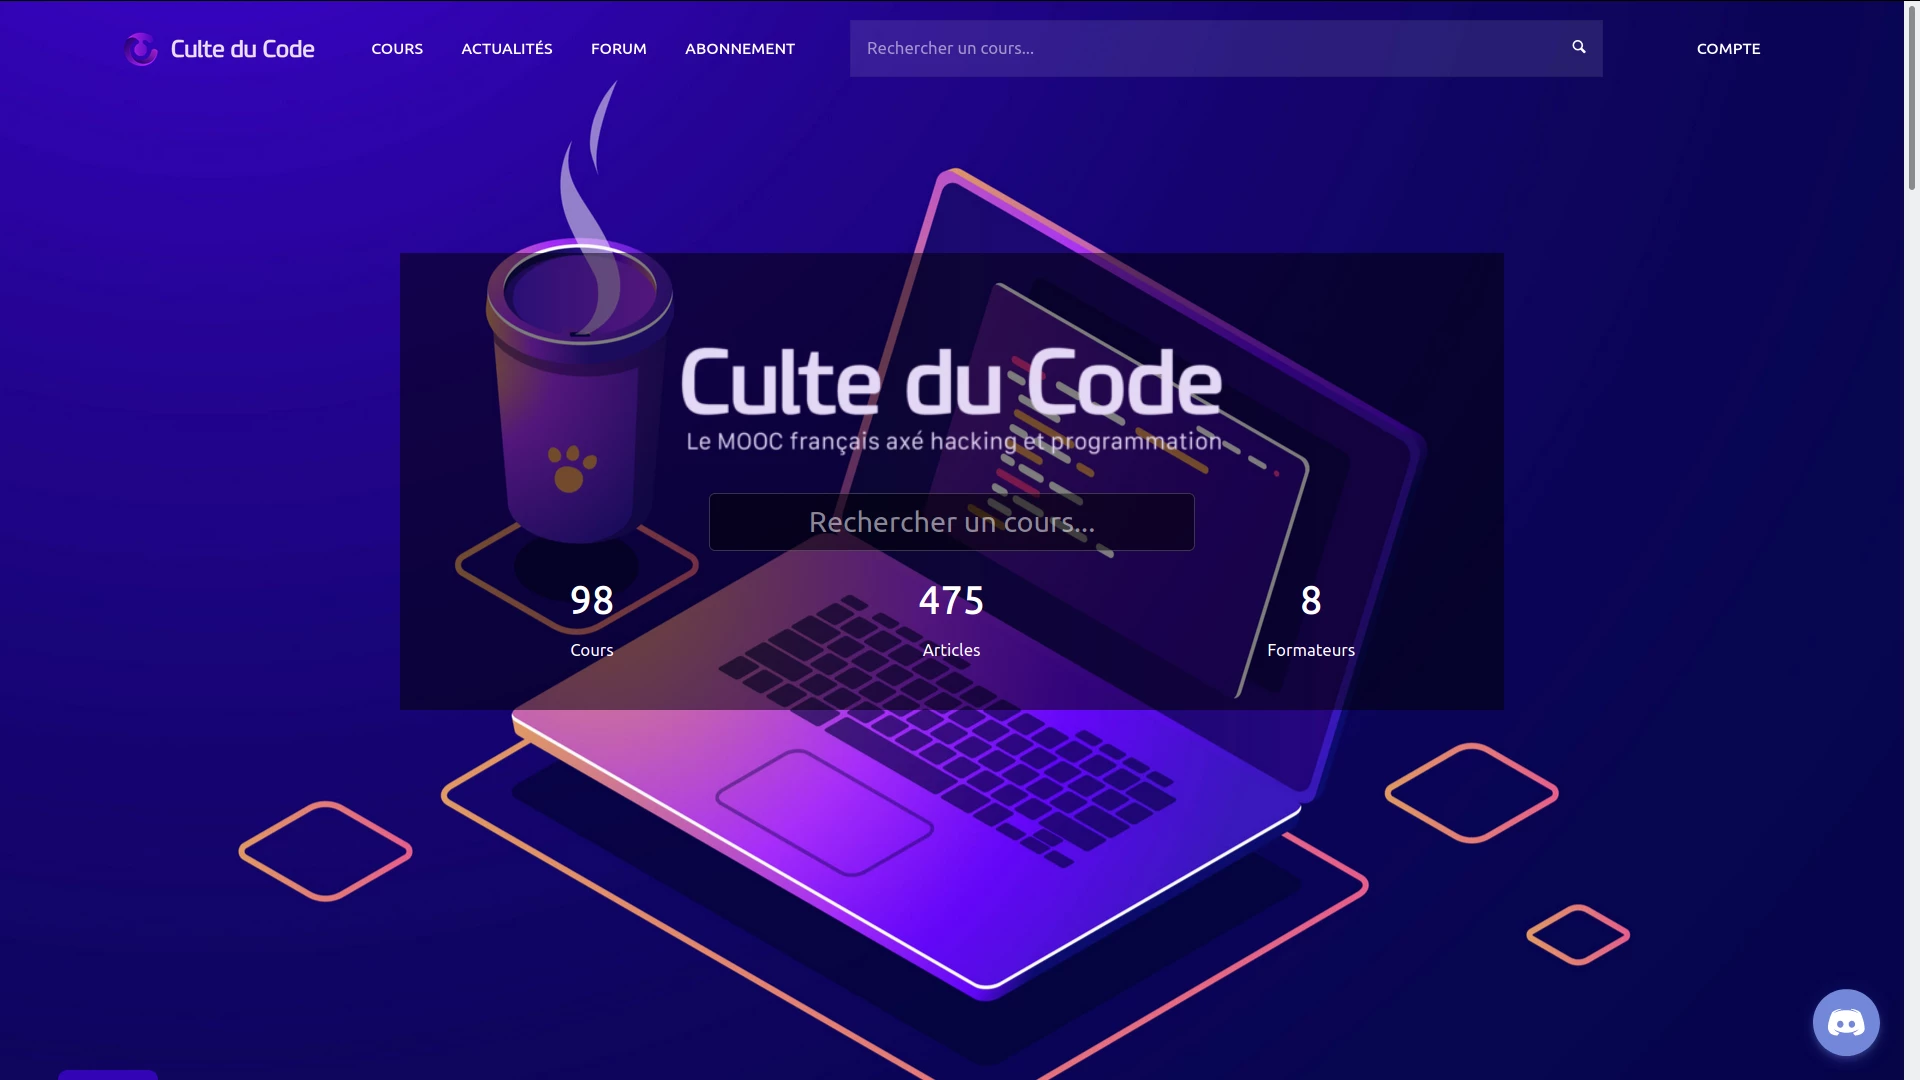 Culte du Code
COURS
ACTUALITÉS
FORUM
ABONNEMENT
Rechercher un cours...
COMPTE
Culte du Code
Le MOOC français axé hacking et programmation
Rechercher un cours...
98
Cours
475
Articles
8
Formateurs